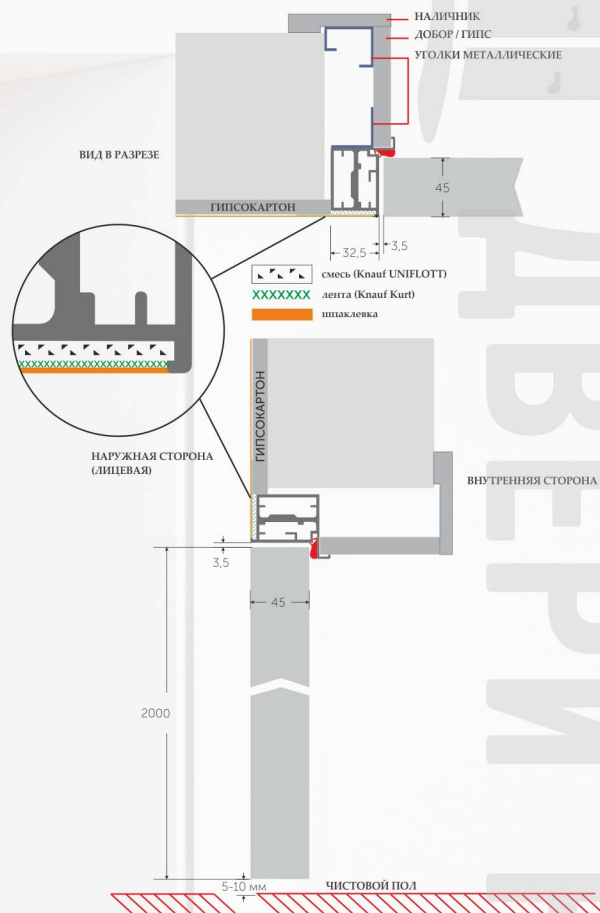 НАЛИЧНИК
ДОБОР / ГИПС
УГОЛКИ МЕТАЛЛИЧЕСКИЕ
ВИД В РАЗРЕЗЕ
45
ГИПСОКАРТОН
32,5
3,5
смесь (Knauf UNIFLOTT)
XXXXXXX лента (Knauf Kurt)
шпаклевка
ГИПСОКАРТОН
НАРУЖНАЯ СТОРОНА
(ЛИЦЕВАЯ)
ВНУТРЕННЯЯ СТОРОНА
3,5
45
2000
5-10 мм
ЧИСТОВОЙ ПОЛ
ДВЕРИ